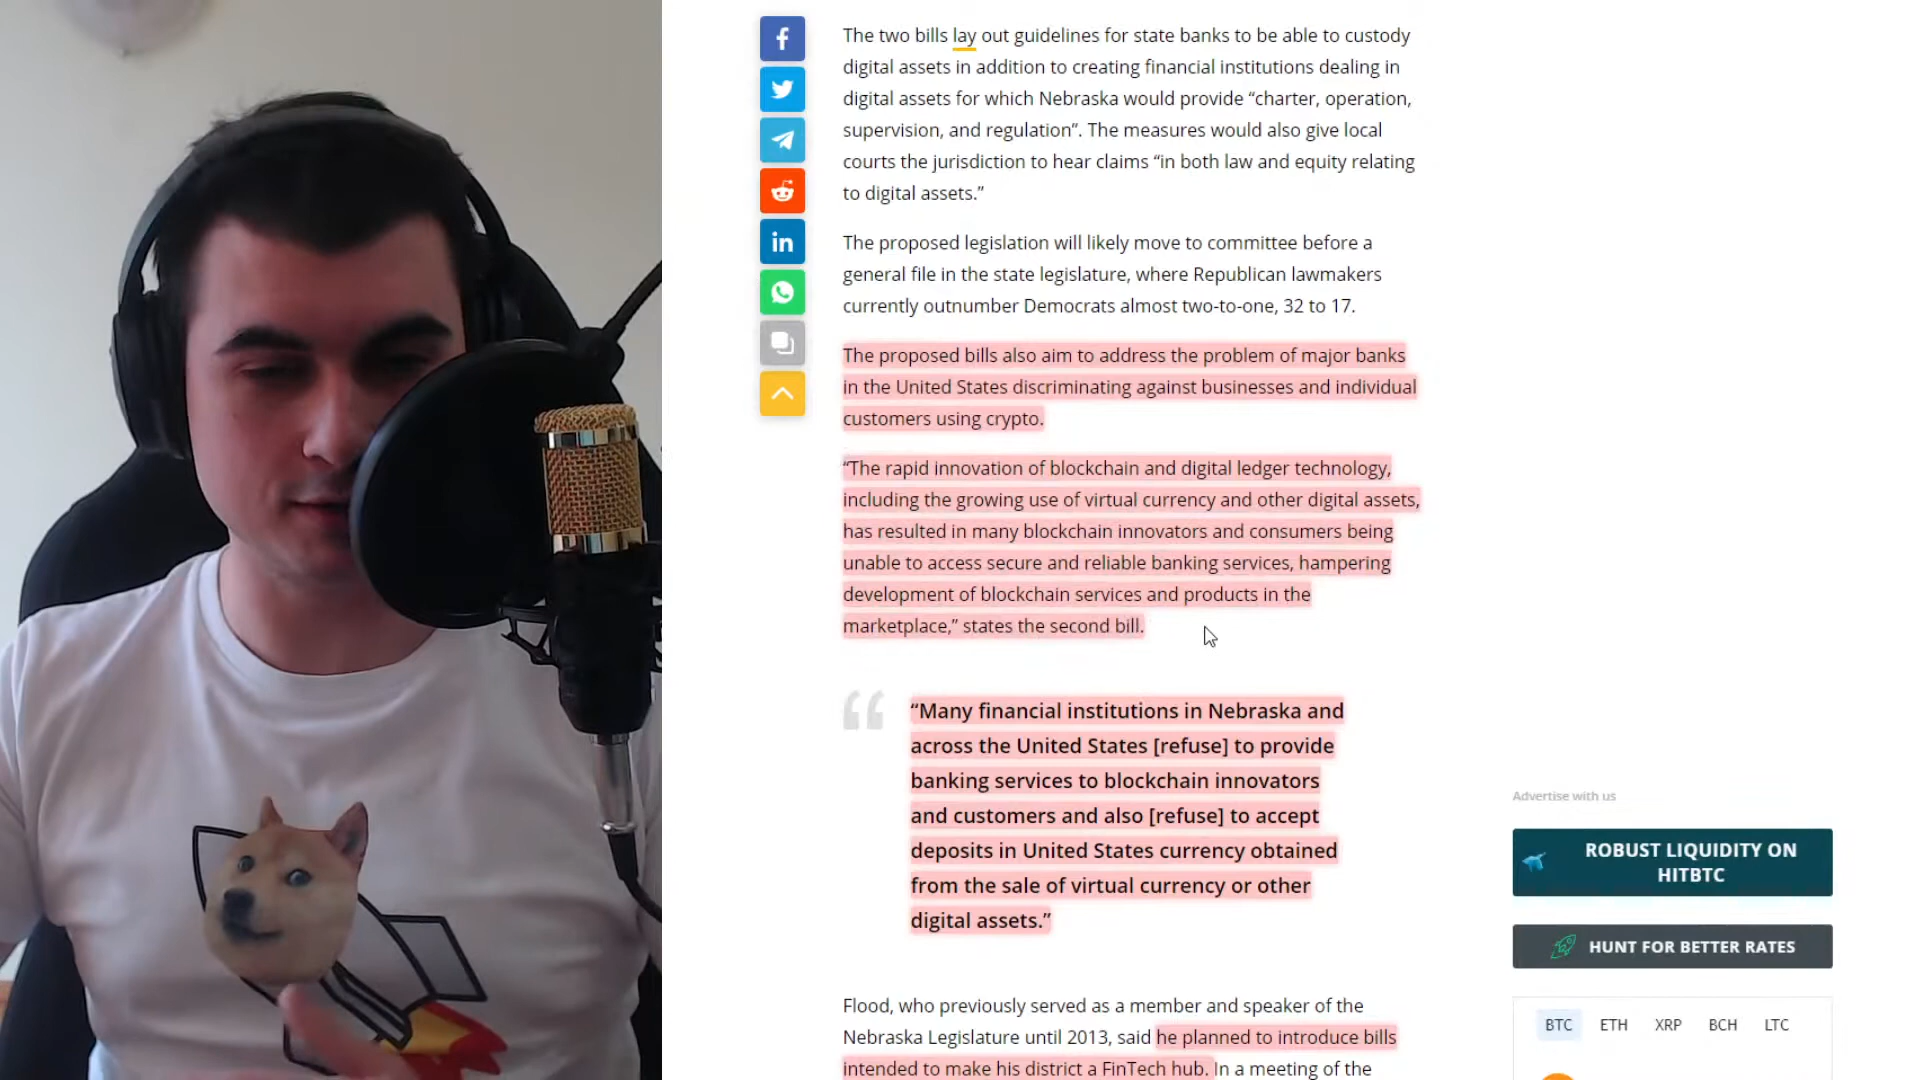 The two bills lay out guidelines for state banks to be able to custody
digital assets in addition to creating financial institutions dealing in
digital assets for which Nebraska would provide “charter, operation,
supervision, and regulation”. The measures would also give local
courts the jurisdiction to hear claims “in both law and equity relating
to digital assets.”
The proposed legislation will likely move to committee before a
general file in the state legislature, where Republican lawmakers
currently outnumber Democrats almost two-to-one, 32 to 17.
The proposed bills also aim to address the problem of major banks
in the United States discriminating against businesses and individual
customers using crypto.
“The rapid innovation of blockchain and digital ledger technology,
including the growing use of virtual currency and other digital assets,
has resulted in many blockchain innovators and consumers being
unable to access secure and reliable banking services, hampering
development of blockchain services and products in the
marketplace,” states the second bill.
“Many financial institutions in Nebraska and
across the United States [refuse] to provide
banking services to blockchain innovators
and customers and also [refuse] to accept
deposits in United States currency obtained
from the sale of virtual currency or other
digital assets.”
Flood, who previously served as a member and speaker of the
Nebraska Legislature until 2013, said he planned to introduce bills
intended to make his district a FinTech hub. In a meeting of the
Advertise with us
ROBUST LIQUIDITY ON
HITBTC
HUNT FOR BETTER RATES
BTC ETH XRP BCH LTC